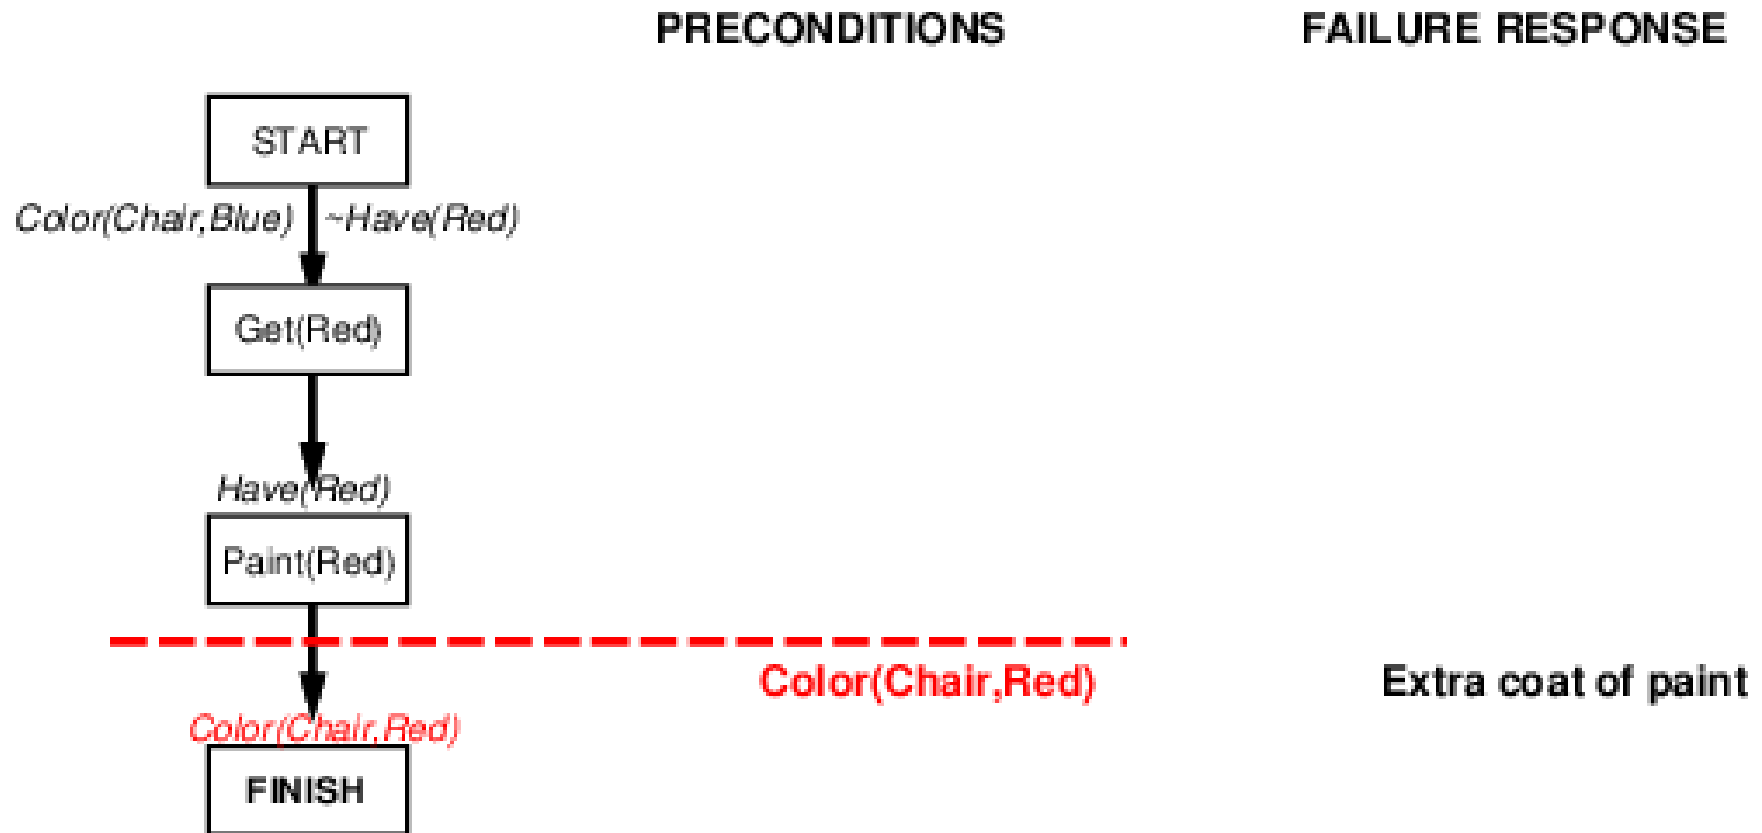 PRECONDITIONS FAILURE RESPONSE
START
Color(Chair,Blue) ~Have(Red)
Get(Red)
Have(Red)
Paint(Red)
Color(Chair,Red) Extra coat of paint
Color(Chair,Red)
FINISH